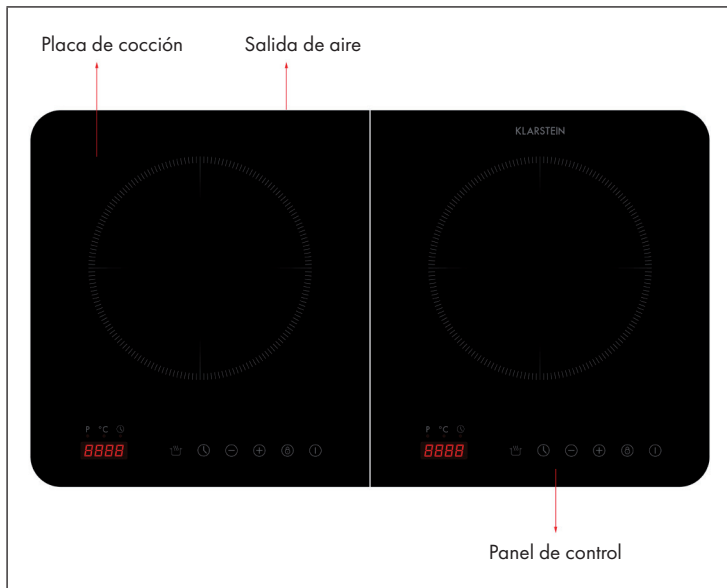 Placa de cocción
Salida de aire
KLARSTEIN
P °C
8888
P °C
8888
Panel de control